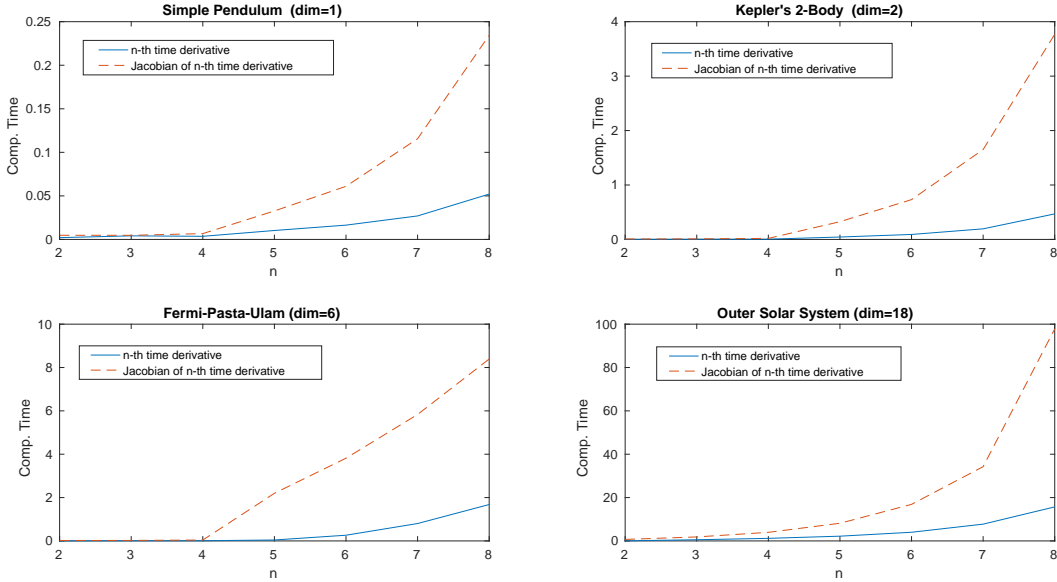 Simple Pendulum (dim=1)
0.25
0.2
0.15
0.1
0.05
0
Comp. Time
n-th time derivative
Jacobian of n-th time derivative
2 3 4 5 6 7 8
n
Kepler's 2-Body (dim=2)
4
3
2
1
0
Comp. Time
n-th time derivative
Jacobian of n-th time derivative
2 3 4 5 6 7 8
n
Fermi-Pasta-Ulam (dim=6)
10
8
6
4
2
0
Comp. Time
n-th time derivative
Jacobian of n-th time derivative
2 3 4 5 6 7 8
n
Outer Solar System (dim=18)
100
80
60
40
20
0
Comp. Time
n-th time derivative
Jacobian of n-th time derivative
2 3 4 5 6 7 8
n